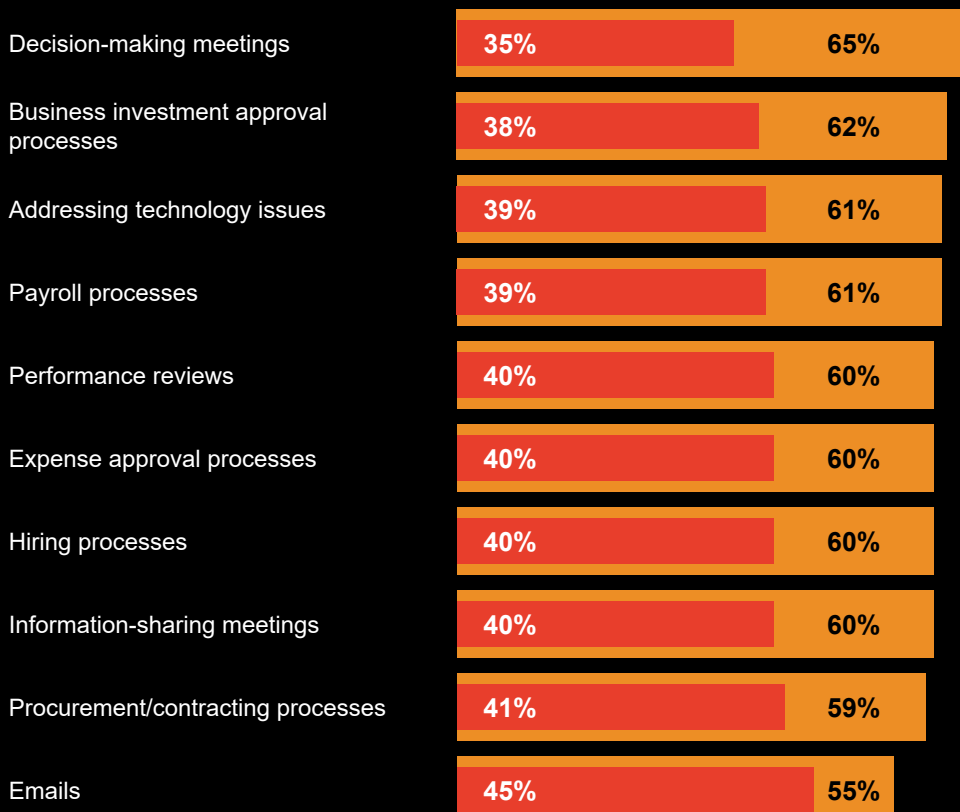 Decision-making meetings 35% 65%
Business investment approval
processes 38% 62%
Addressing technology issues 39% 61%
Payroll processes 39% 61%
Performance reviews 40% 60%
Expense approval processes 40% 60%
Hiring processes 40% 60%
Information-sharing meetings 40% 60%
Procurement/contracting processes 41% 59%
Emails 45% 55%